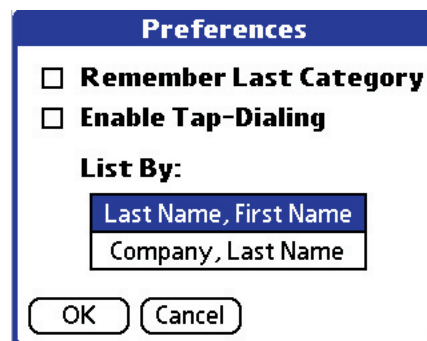 Preferences
Remember Last Category
Enable Tap-Dialing
List By:
Last Name, First Name
Company, Last Name
OK Cancel